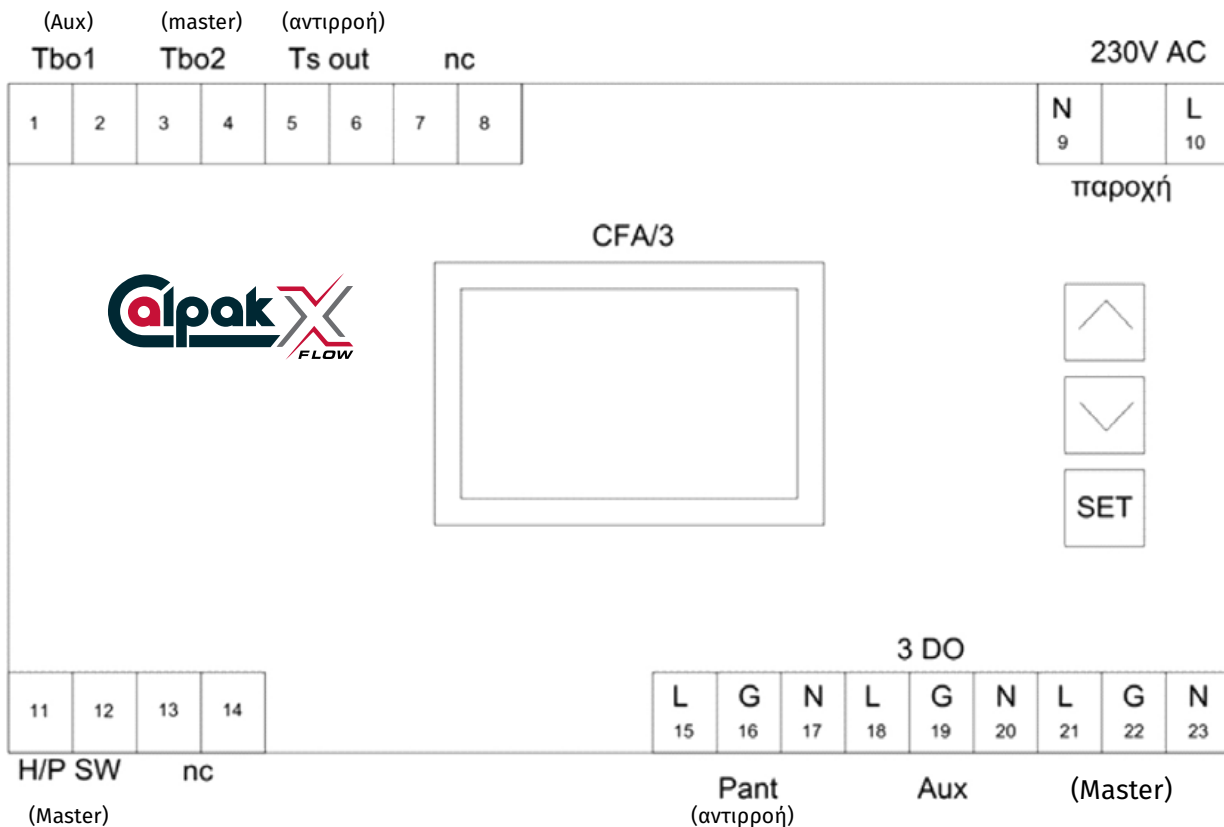 (Aux) (master) (αντιρροή)
Tbo1 Tbo2 Ts out nc 230V AC
1 2 3 4 5 6 7 8
N L
9 10
παροχή
CFA/3
Calpak X
FLOW
SET
3 DO
L G N L G N L G N
11 12 13 14 15 16 17 18 19 20 21 22 23
H/P SW nc Pant Aux (Master)
(Master) (αντιρροή)